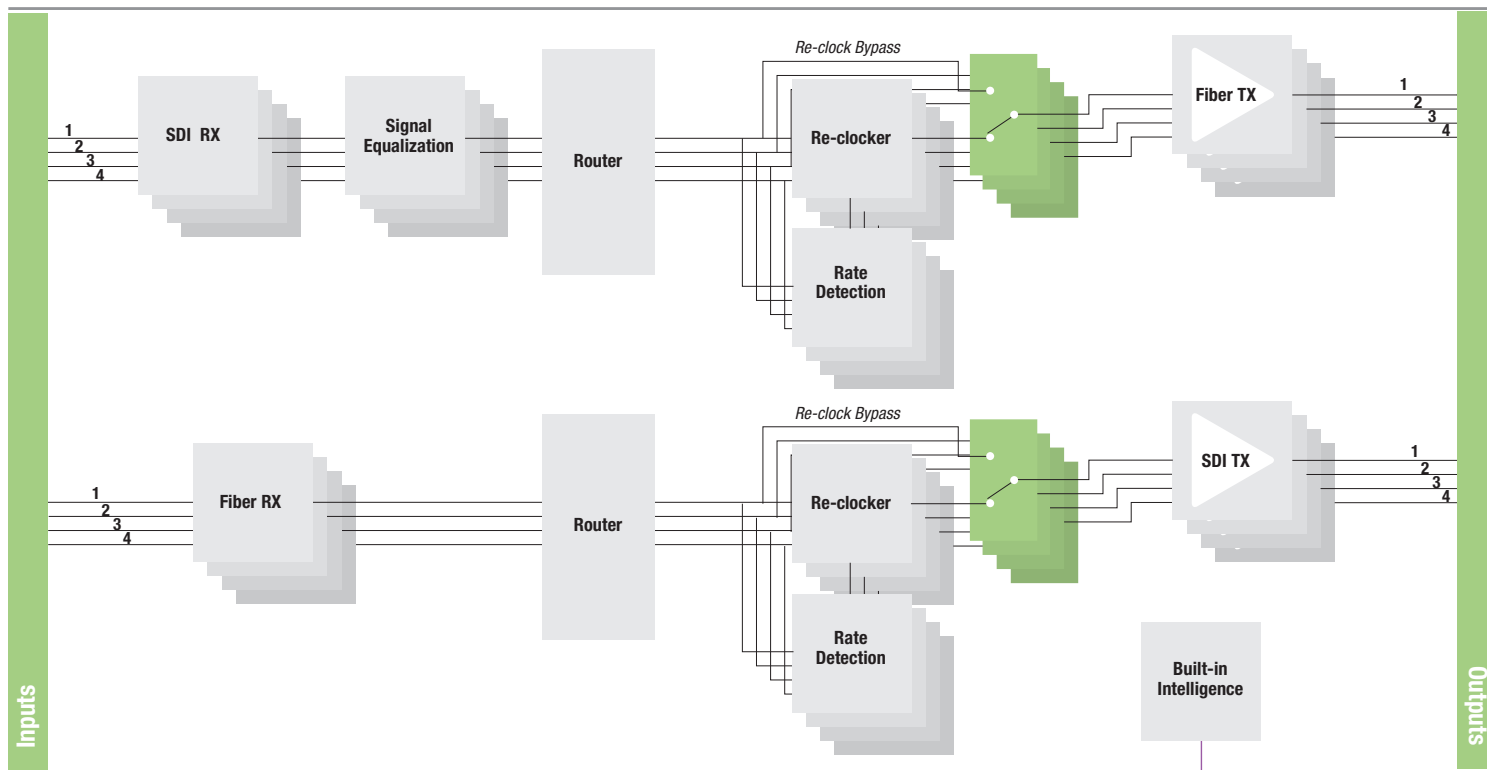 Inputs
1
2
3
4
SDI RX
Signal
Equalization
Router
Re-clock Bypass
Re-clocker
Rate
Detection
Fiber TX
1
2
3
4
1
2
3
4
Fiber RX
Router
Re-clock Bypass
Re-clocker
Rate
Detection
SDI TX
1
2
3
4
Built-in
Intelligence
Outputs